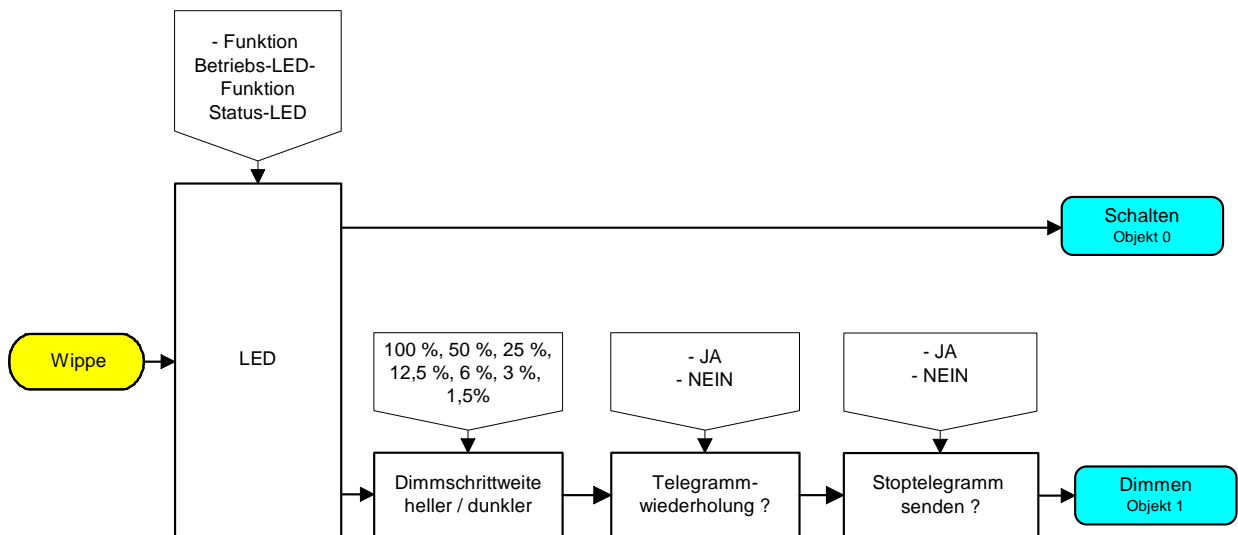 - Funktion
Betriebs-LED-
Funktion
Status-LED
Schalten
Objekt 0
Wippe
LED
100 %, 50 %, 25 %,
12,5 %, 6 %, 3 %,
1,5%
- JA
- NEIN
- JA
- NEIN
Dimmschrittweite
heller / dunkler
Telegramm-
wiederholung ?
Stoptelegramm
senden ?
Dimmen
Objekt 1